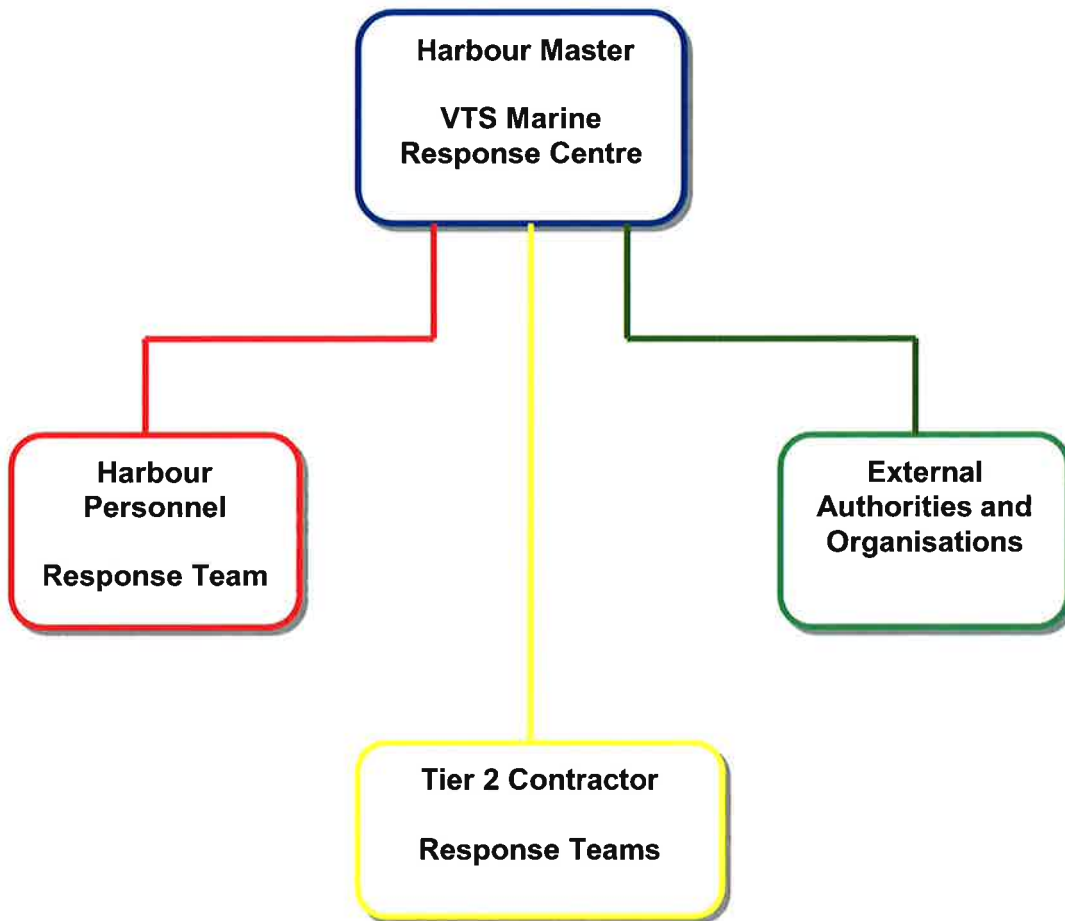 Harbour Master
VTS Marine
Response Centre
Harbour
Personnel
Response Team
External
Authorities and
Organisations
Tier 2 Contractor
Response Teams